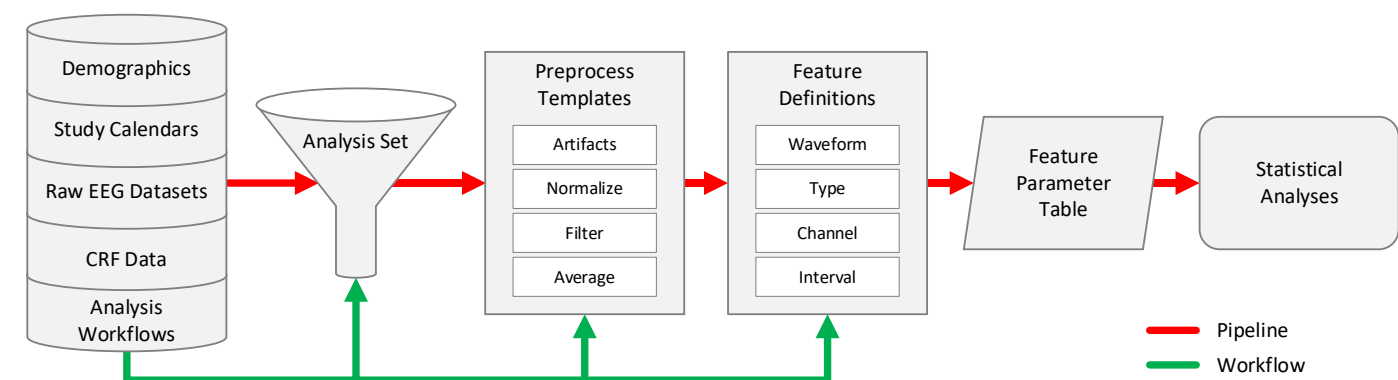 Demographics
Study Calendars
Raw EEG Datasets
CRF Data
Analysis
Workflows
Analysis Set
Preprocess
Templates
Artifacts
Normalize
Filter
Average
Feature
Definitions
Waveform
Type
Channel
Interval
Feature
Parameter
Table
Statistical
Analyses
Pipeline
Workflow